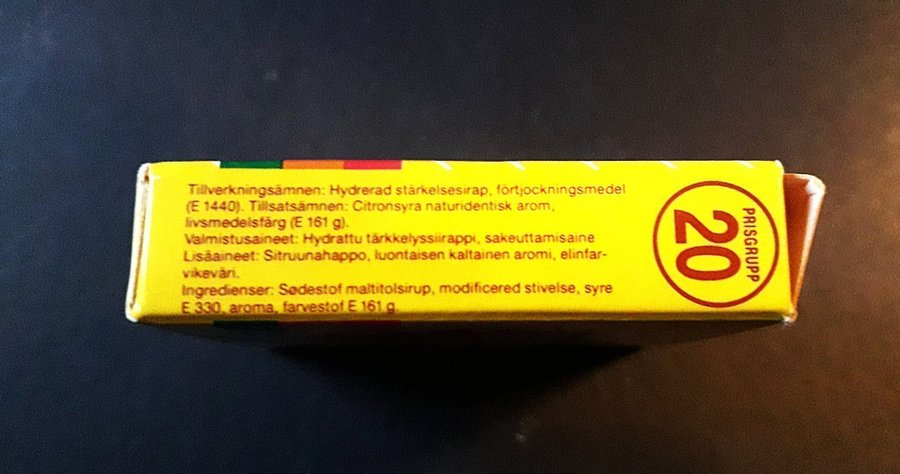 Tillverkningsämnen: Hydrerad stärkelsesirap, förtjockningsmedel
(E 1440). Tillsatsämnen: Citronsyra naturidentisk arom,
livsmedelsfärg (E 161 g).
Valmistusaineet: Hydrattu tärkkelyssiirappi, sakeuttamisaine
Lisäaineet: Sitruunahappo, luontaisen kaltainen aromi, elinfar-
vikeväri.
Ingredienser: Sødestof maltitolsirup, modificered stivelse, syre
E 330, aroma, farvestof E 161 g.
PRISGRUPP
20